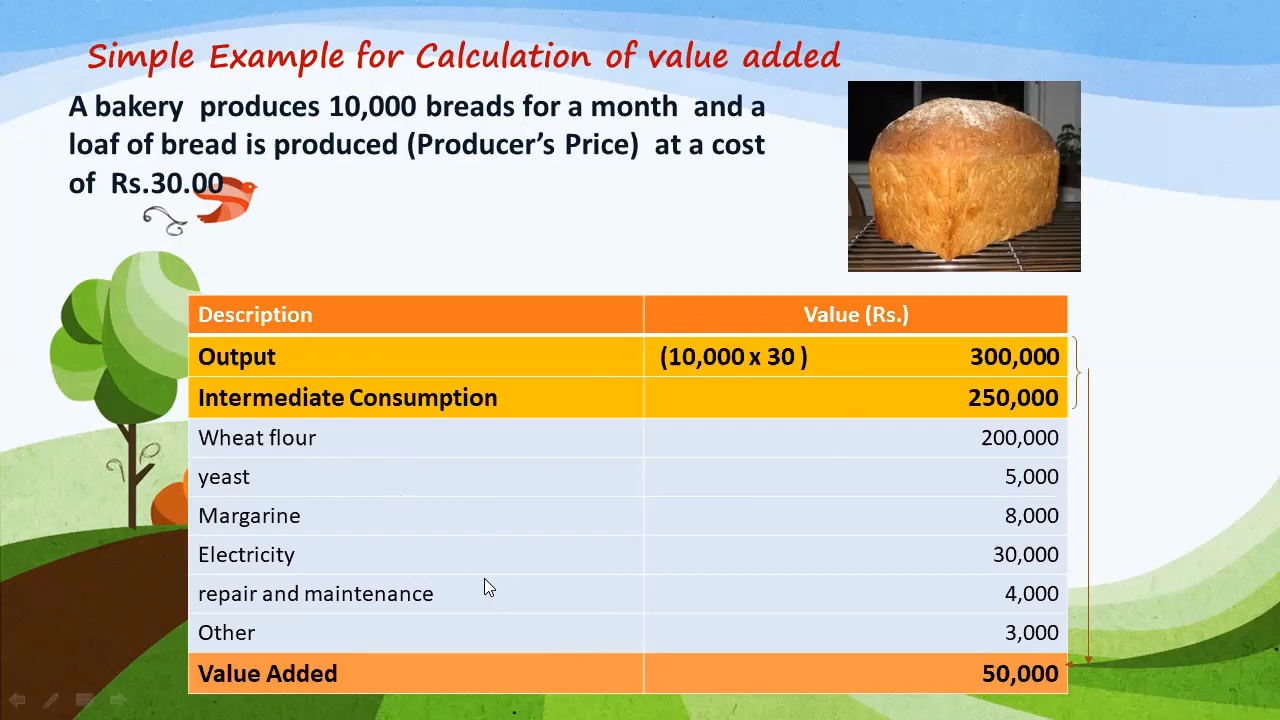 Simple Example for Calculation of value added
A bakery produces 10,000 breads for a month and a
loaf of bread is produced (Producer’s Price) at a cost
of Rs.30.00
Description Value (Rs.)
Output (10,000 x 30 ) 300,000
Intermediate Consumption 250,000
Wheat flour 200,000
yeast 5,000
Margarine 8,000
Electricity 30,000
repair and maintenance 4,000
Other 3,000
Value Added 50,000